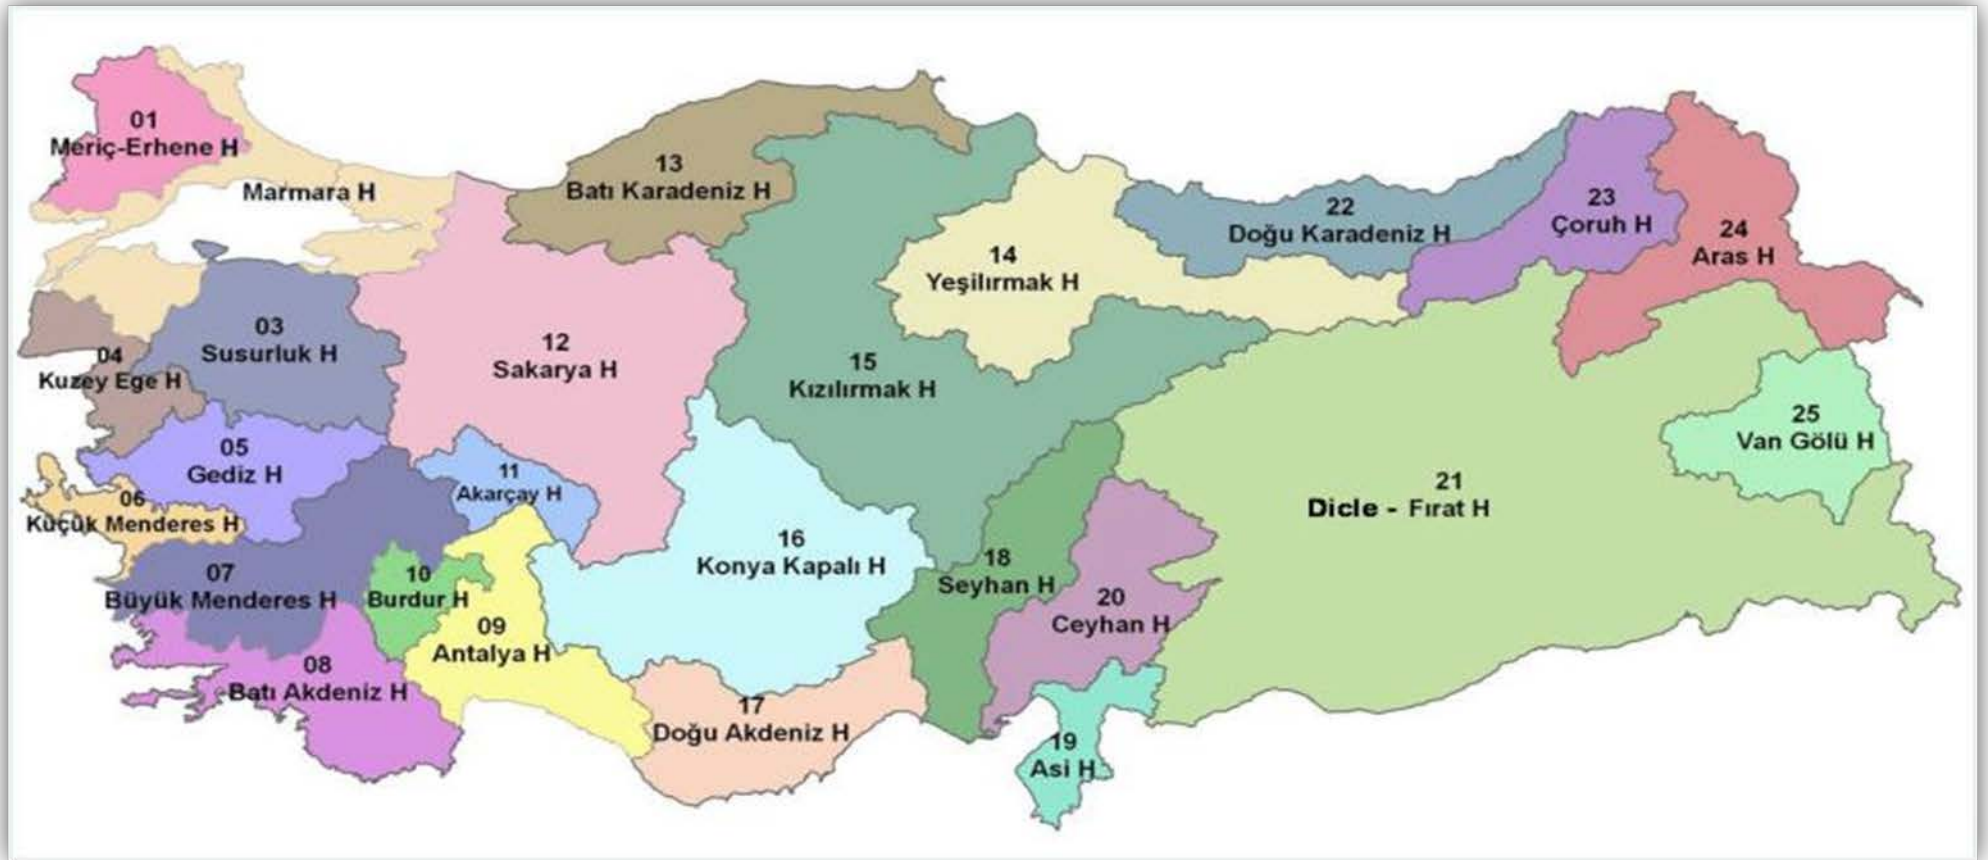 01
Meriç-Erhene H
Marmara H
13
Batı Karadeniz H
22
Doğu Karadeniz H
23
Çoruh H
24
Aras H
14
Yeşilırmak H
03
Susurluk H
04
Kuzey Ege H
12
Sakarya H
15
Kızılırmak H
25
Van Gölü H
05
Gediz H
11
Akarçay H
06
Küçük Menderes H
21
Dicle - Fırat H
16
Konya Kapalı H
18
Seyhan H
07
Büyük Menderes H
10
Burdur H
20
Ceyhan H
09
Antalya H
08
Batı Akdeniz H
17
Doğu Akdeniz H
19
Asi H